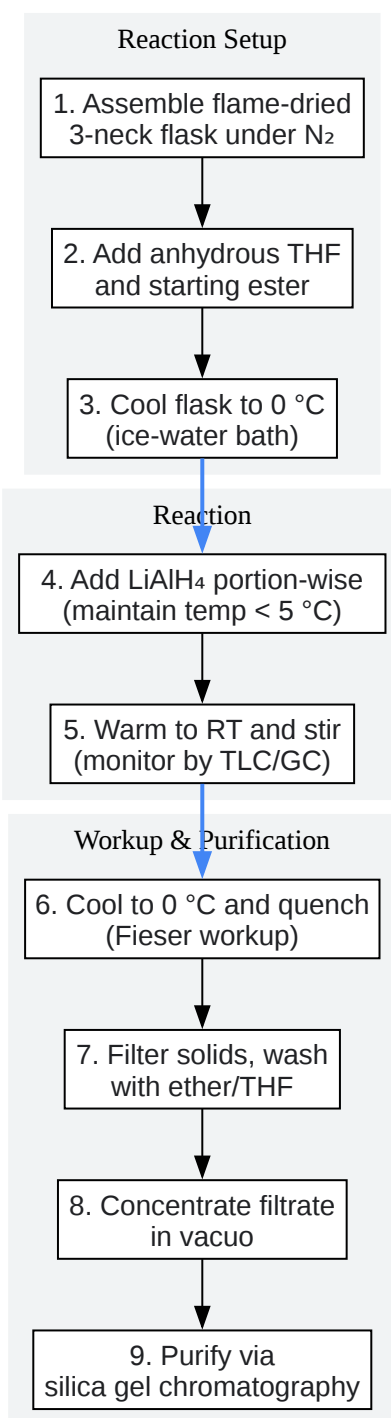 Reaction Setup
1. Assemble flame-dried
3-neck flask under N₂
2. Add anhydrous THF
and starting ester
3. Cool flask to 0 °C
(ice-water bath)
Reaction
4. Add LiAlH₄ portion-wise
(maintain temp < 5 °C)
5. Warm to RT and stir
(monitor by TLC/GC)
Workup & Purification
6. Cool to 0 °C and quench
(Fieser workup)
7. Filter solids, wash
with ether/THF
8. Concentrate filtrate
in vacuo
9. Purify via
silica gel chromatography